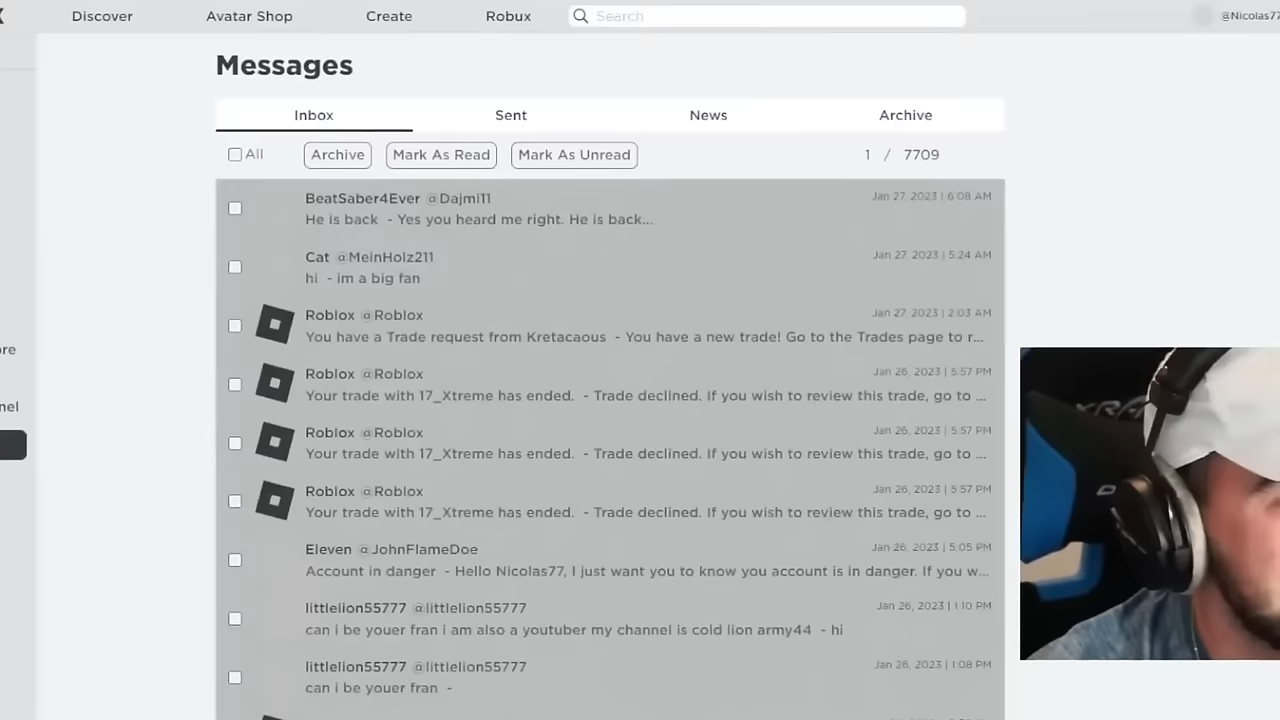 Discover Avatar Shop Create Robux Search @Nicolas77
Messages
Inbox Sent News Archive
All Archive Mark As Read Mark As Unread 1 / 7709
BeatSaber4Ever @Dajmi11 Jan 27, 2023 | 6:08 AM
He is back - Yes you heard me right. He is back...
Cat @MeinHolz211 Jan 27, 2023 | 5:24 AM
hi - im a big fan
Roblox @Roblox Jan 27, 2023 | 2:03 AM
You have a Trade request from Kretacaous - You have a new trade! Go to the Trades page to r...
Roblox @Roblox Jan 26, 2023 | 5:57 PM
Your trade with 17_Xtreme has ended. - Trade declined. If you wish to review this trade, go to ...
Roblox @Roblox Jan 26, 2023 | 5:57 PM
Your trade with 17_Xtreme has ended. - Trade declined. If you wish to review this trade, go to ...
Roblox @Roblox Jan 26, 2023 | 5:57 PM
Your trade with 17_Xtreme has ended. - Trade declined. If you wish to review this trade, go to ...
Eleven @JohnFlameDoe Jan 26, 2023 | 5:05 PM
Account in danger - Hello Nicolas77, I just want you to know you account is in danger. If you w...
littlelion55777 @littlelion55777 Jan 26, 2023 | 1:10 PM
can i be youer fran i am also a youtuber my channel is cold lion army44 - hi
littlelion55777 @littlelion55777 Jan 26, 2023 | 1:08 PM
can i be youer fran -